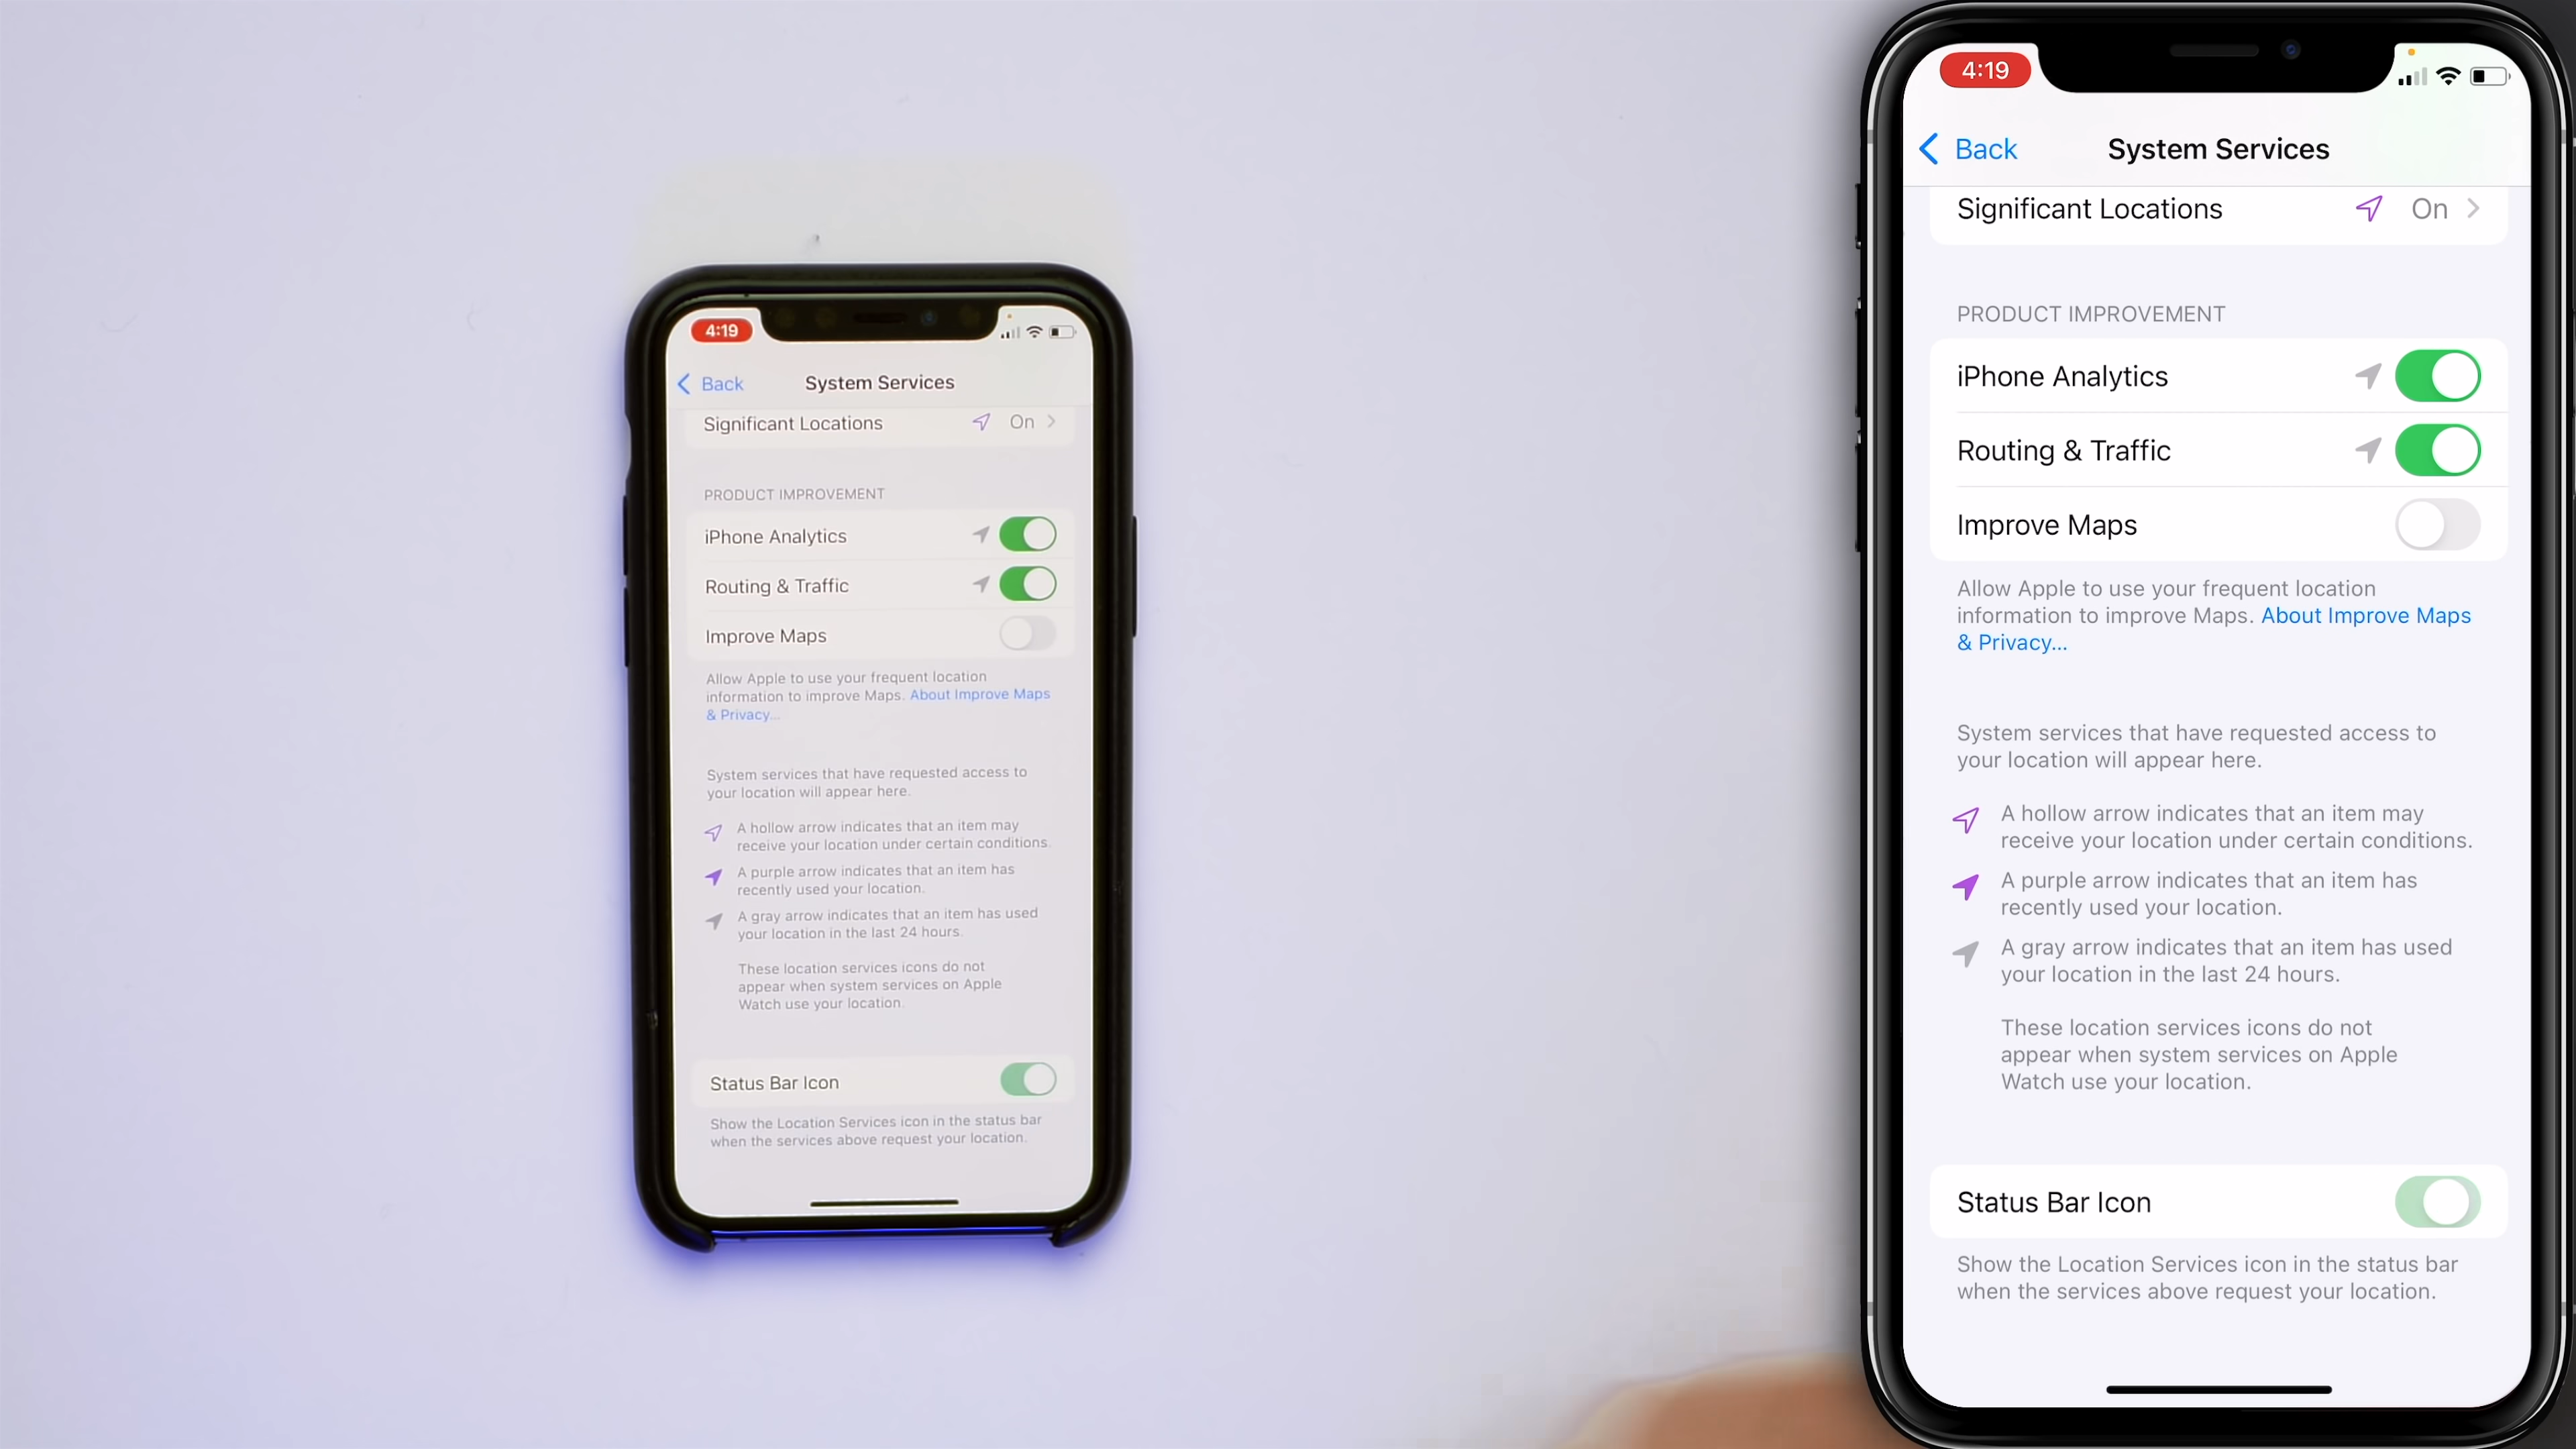 4:19
Back
System Services
Significant Locations On
PRODUCT IMPROVEMENT
iPhone Analytics
Routing & Traffic
Improve Maps
Allow Apple to use your frequent location
information to improve Maps. About Improve Maps
& Privacy...
System services that have requested access to
your location will appear here.
A hollow arrow indicates that an item may
receive your location under certain conditions.
A purple arrow indicates that an item has
recently used your location.
A gray arrow indicates that an item has used
your location in the last 24 hours.
These location services icons do not
appear when system services on Apple
Watch use your location.
Status Bar Icon
Show the Location Services icon in the status bar
when the services above request your location.
4:19
Back
System Services
Significant Locations On
PRODUCT IMPROVEMENT
iPhone Analytics
Routing & Traffic
Improve Maps
Allow Apple to use your frequent location
information to improve Maps. About Improve Maps
& Privacy...
System services that have requested access to
your location will appear here.
A hollow arrow indicates that an item may
receive your location under certain conditions.
A purple arrow indicates that an item has
recently used your location.
A gray arrow indicates that an item has used
your location in the last 24 hours.
These location services icons do not
appear when system services on Apple
Watch use your location.
Status Bar Icon
Show the Location Services icon in the status bar
when the services above request your location.